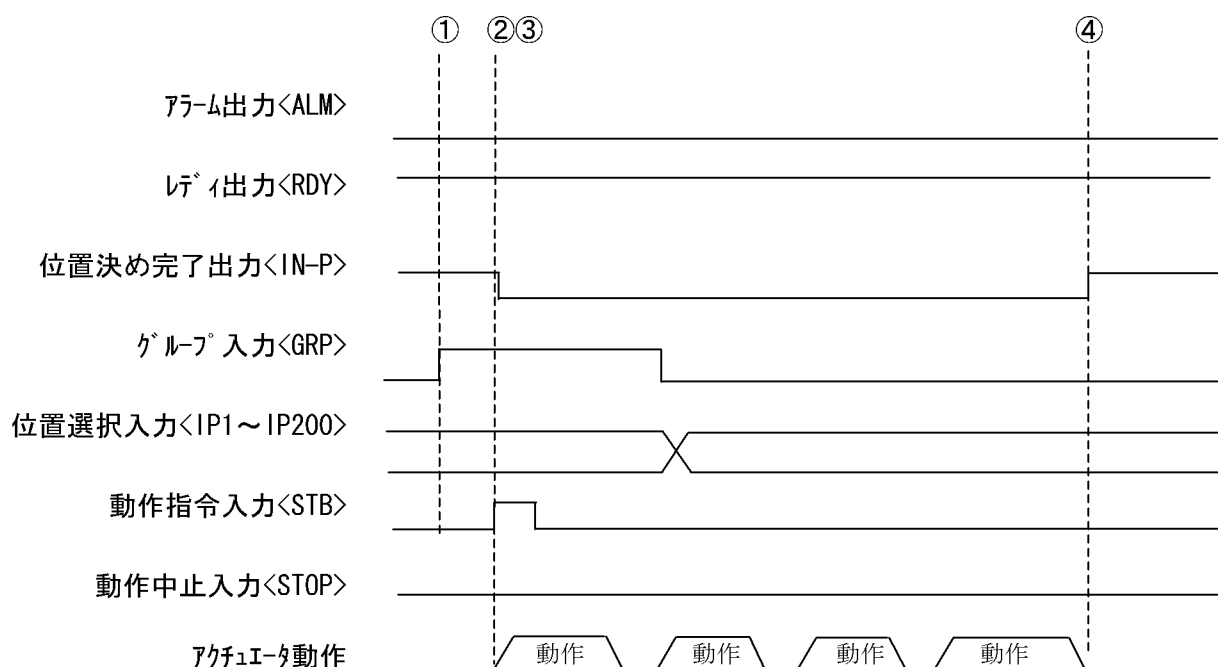 ① ②③ ④
ｱﾗｰﾑ出力<ALM>
ﾚﾃﾞｨ出力<RDY>
位置決め完了出力<IN-P>
ｸﾞﾙｰﾌﾟ入力<GRP>
位置選択入力<IP1～IP200>
動作指令入力<STB>
動作中止入力<STOP>
ｱｸﾁｭｴｰﾀ動作 動作 動作 動作 動作